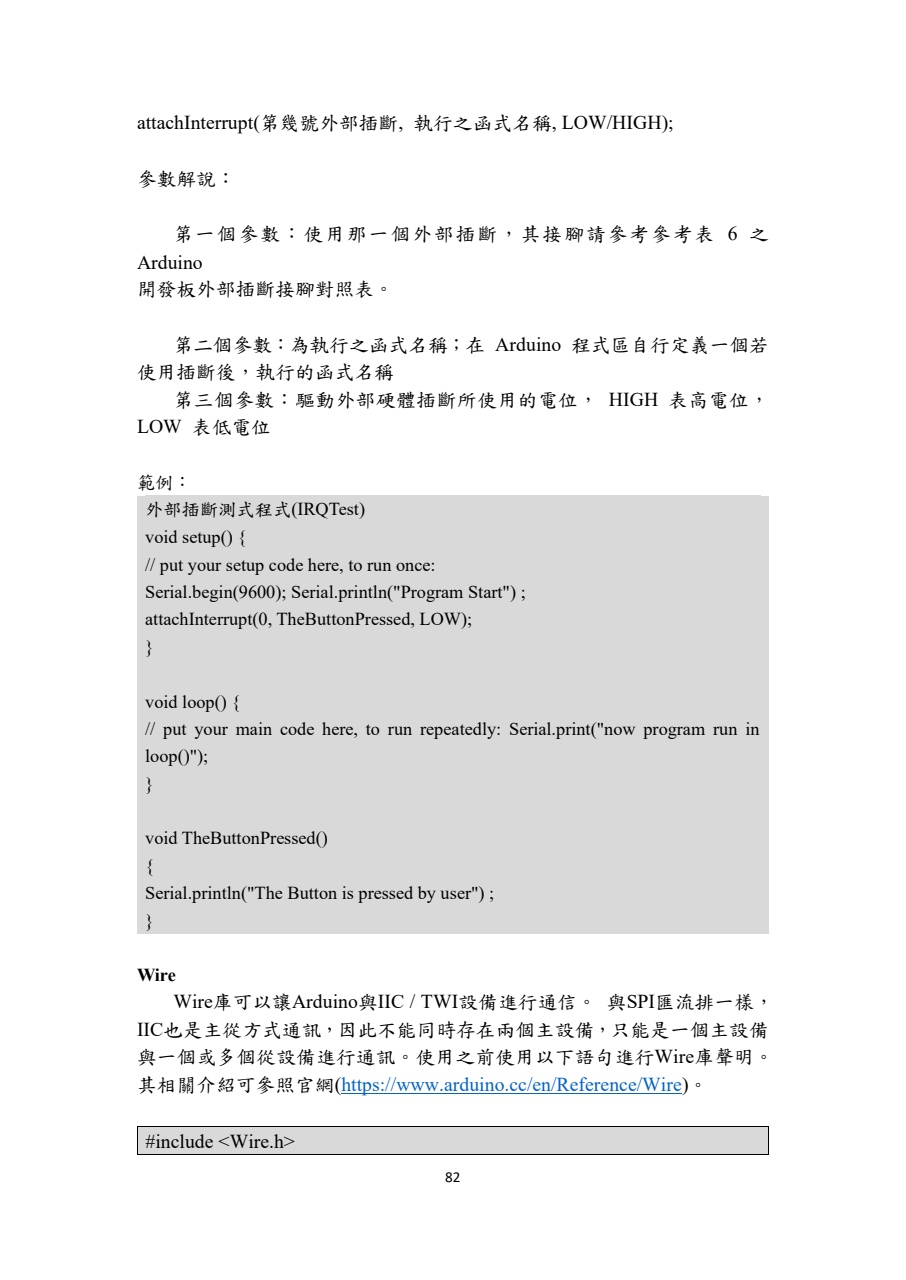 attachInterrupt(第幾號外部插斷, 執行之函式名稱, LOW/HIGH);
參數解說：
第一個參數：使用那一個外部插斷，其接腳請參考參考表 6 之
Arduino
開發板外部插斷接腳對照表。
第二個參數：為執行之函式名稱；在 Arduino 程式區自行定義一個若
使用插斷後，執行的函式名稱
第三個參數：驅動外部硬體插斷所使用的電位， HIGH 表高電位，
LOW 表低電位
範例：
外部插斷測式程式(IRQTest)
void setup() {
// put your setup code here, to run once:
Serial.begin(9600); Serial.println("Program Start") ;
attachInterrupt(0, TheButtonPressed, LOW);
}
void loop() {
// put your main code here, to run repeatedly: Serial.print("now program run in
loop()");
}
void TheButtonPressed()
{
Serial.println("The Button is pressed by user") ;
}
Wire
Wire庫可以讓Arduino與IIC / TWI設備進行通信。 與SPI匯流排一樣，
IIC也是主從方式通訊，因此不能同時存在兩個主設備，只能是一個主設備
與一個或多個從設備進行通訊。使用之前使用以下語句進行Wire庫聲明。
其相關介紹可參照官網(https://www.arduino.cc/en/Reference/Wire)。
#include <Wire.h>
82